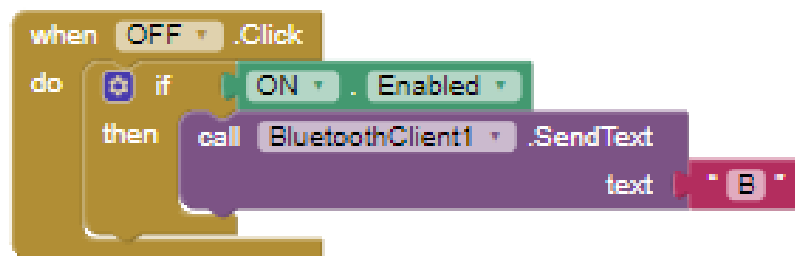 when OFF .Click
do if ON . Enabled
then call BluetoothClient1 .SendText
text " B "